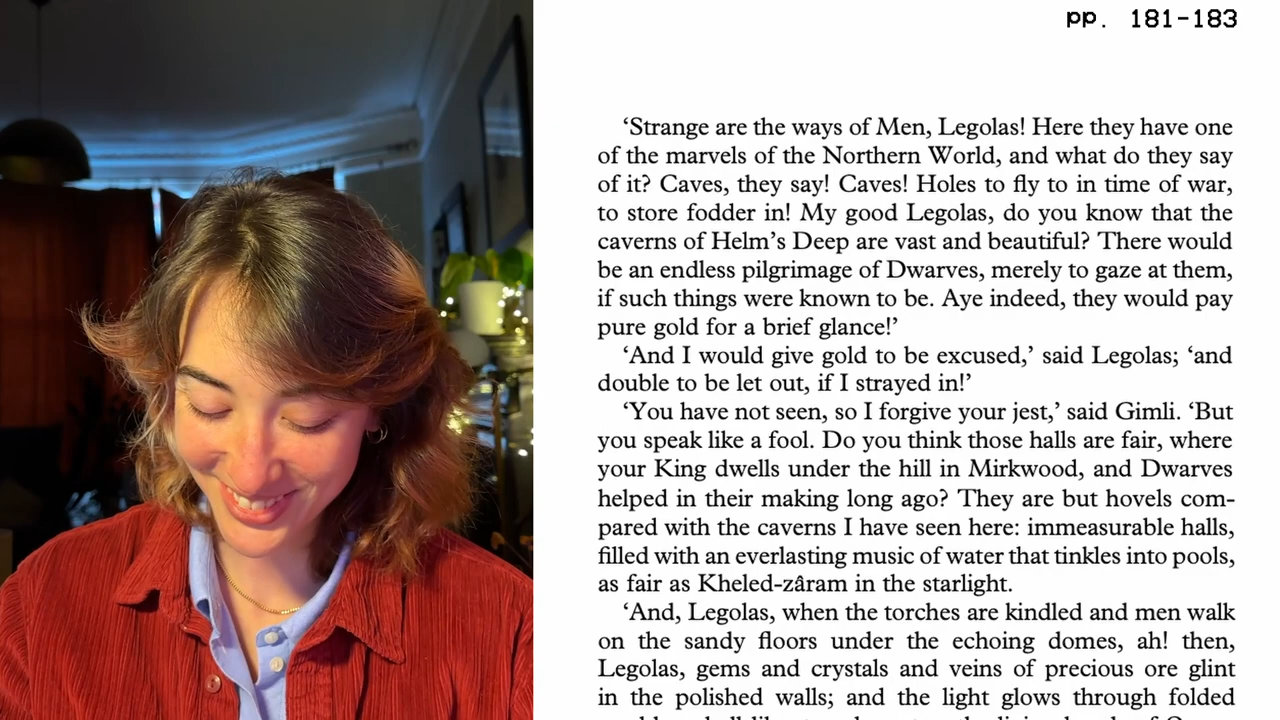 pp. 181-183
‘Strange are the ways of Men, Legolas! Here they have one
of the marvels of the Northern World, and what do they say
of it? Caves, they say! Caves! Holes to fly to in time of war,
to store fodder in! My good Legolas, do you know that the
caverns of Helm’s Deep are vast and beautiful? There would
be an endless pilgrimage of Dwarves, merely to gaze at them,
if such things were known to be. Aye indeed, they would pay
pure gold for a brief glance!’
‘And I would give gold to be excused,’ said Legolas; ‘and
double to be let out, if I strayed in!’
‘You have not seen, so I forgive your jest,’ said Gimli. ‘But
you speak like a fool. Do you think those halls are fair, where
your King dwells under the hill in Mirkwood, and Dwarves
helped in their making long ago? They are but hovels com-
pared with the caverns I have seen here: immeasurable halls,
filled with an everlasting music of water that tinkles into pools,
as fair as Kheled-zâram in the starlight.
‘And, Legolas, when the torches are kindled and men walk
on the sandy floors under the echoing domes, ah! then,
Legolas, gems and crystals and veins of precious ore glint
in the polished walls; and the light glows through folded